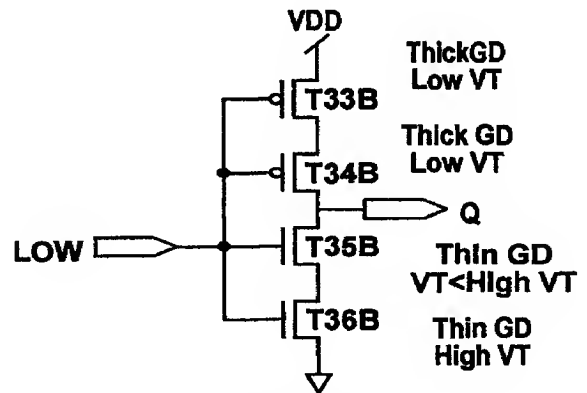 VDD
ThickGD
Low VT
T33B
Thick GD
Low VT
T34B
Q
LOW
T35B
Thin GD
VT<High VT
T36B
Thin GD
High VT